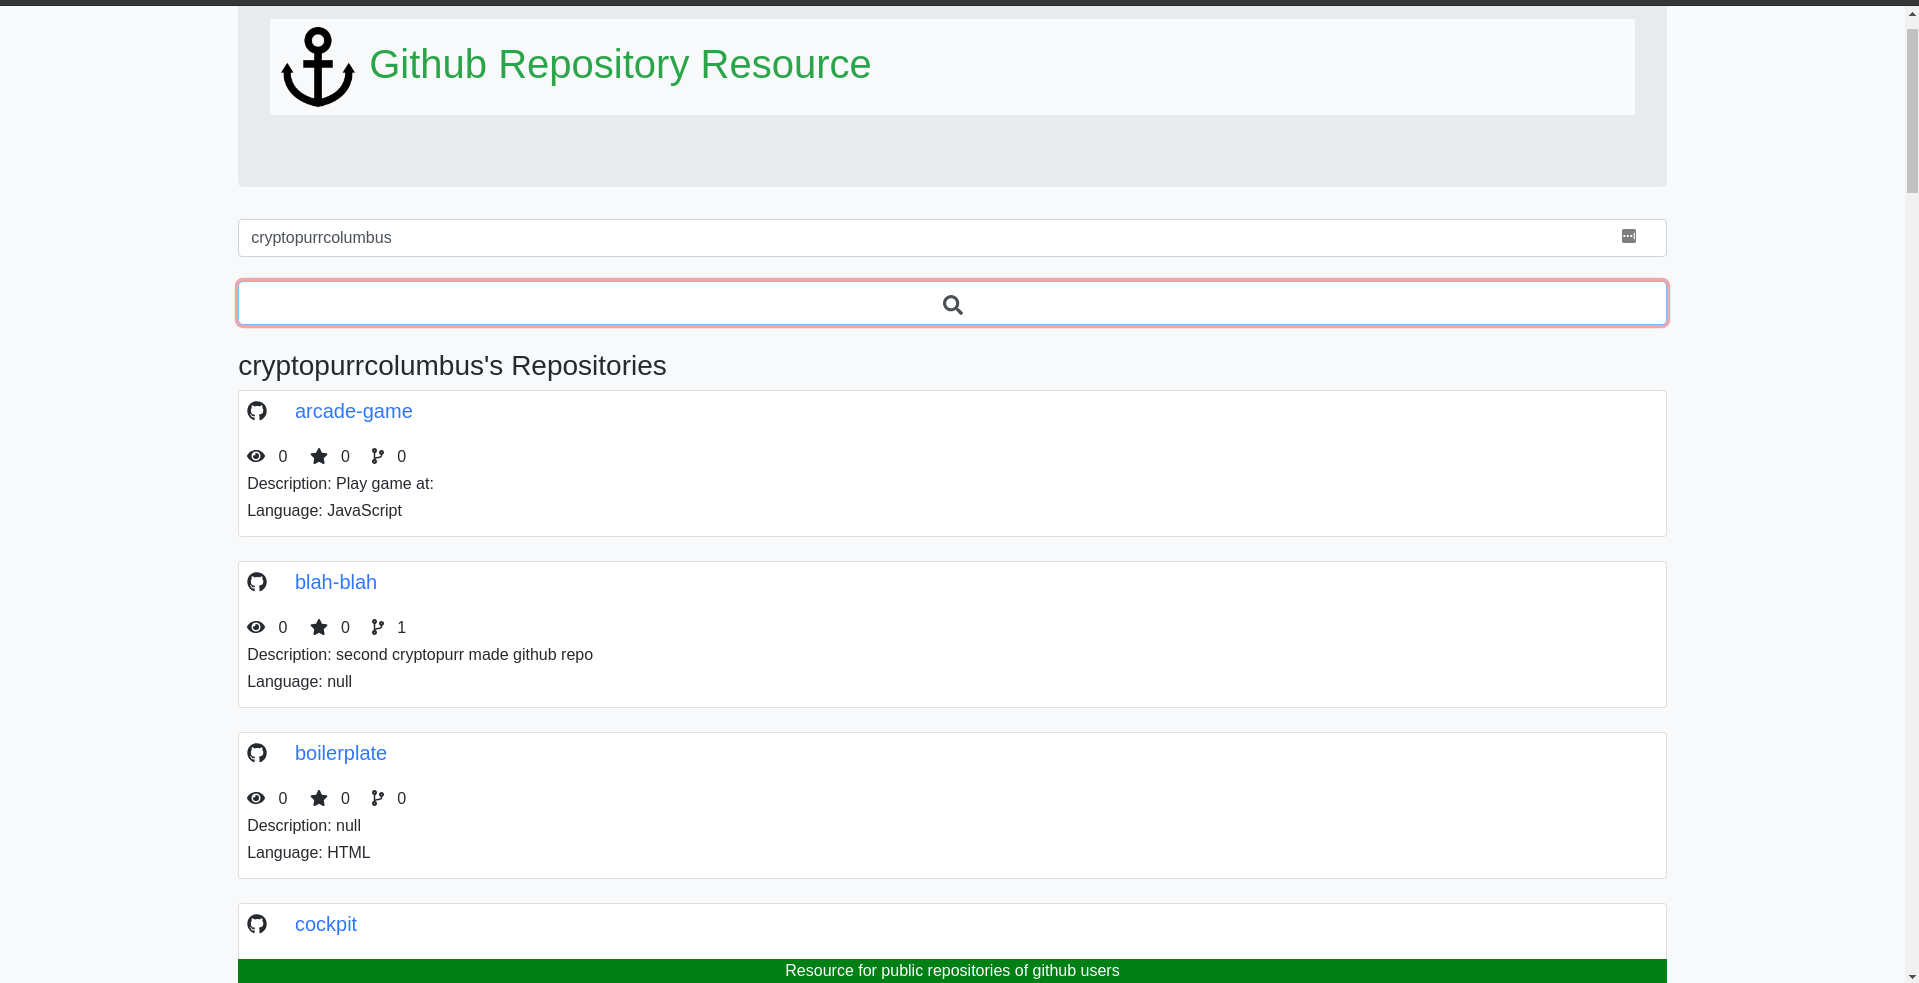 Github Repository Resource
cryptopurrcolumbus
cryptopurrcolumbus's Repositories
arcade-game
0 0 0
Description: Play game at:
Language: JavaScript
blah-blah
0 0 1
Description: second cryptopurr made github repo
Language: null
boilerplate
0 0 0
Description: null
Language: HTML
cockpit
Resource for public repositories of github users